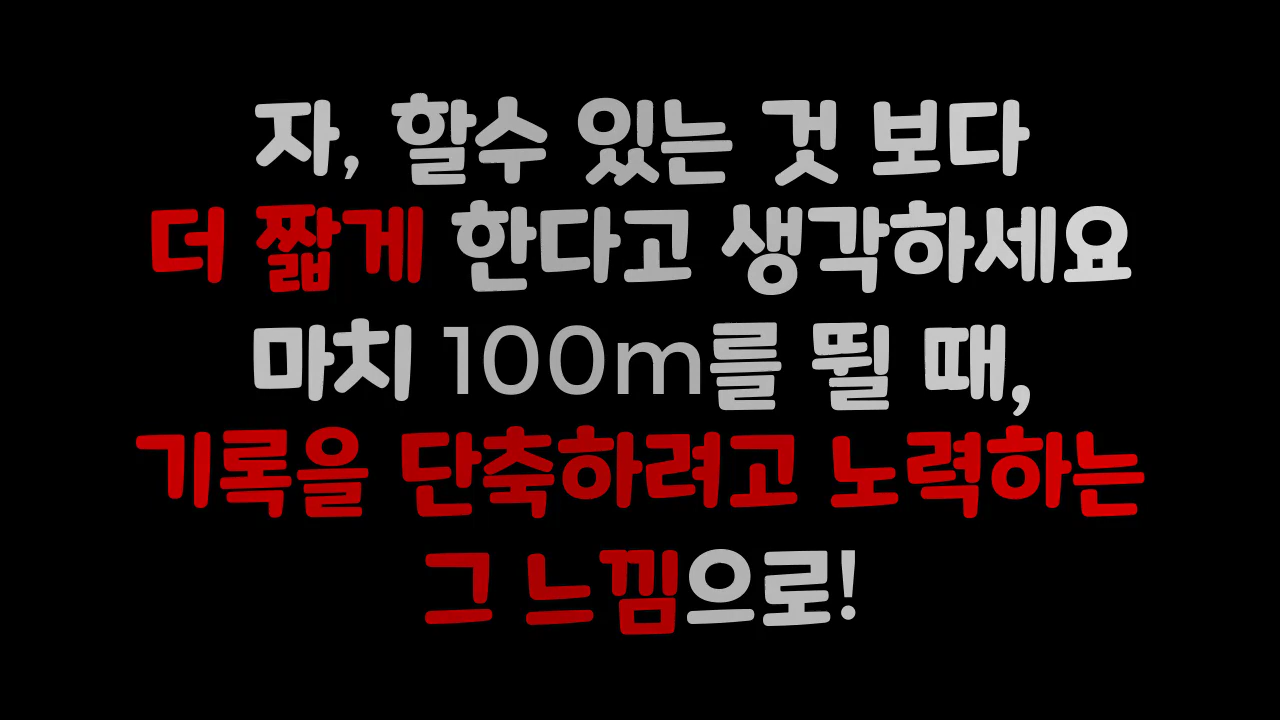 자, 할수 있는 것 보다
더 짧게 한다고 생각하세요
마치 100m를 뛸 때,
기록을 단축하려고 노력하는
그 느낌으로!